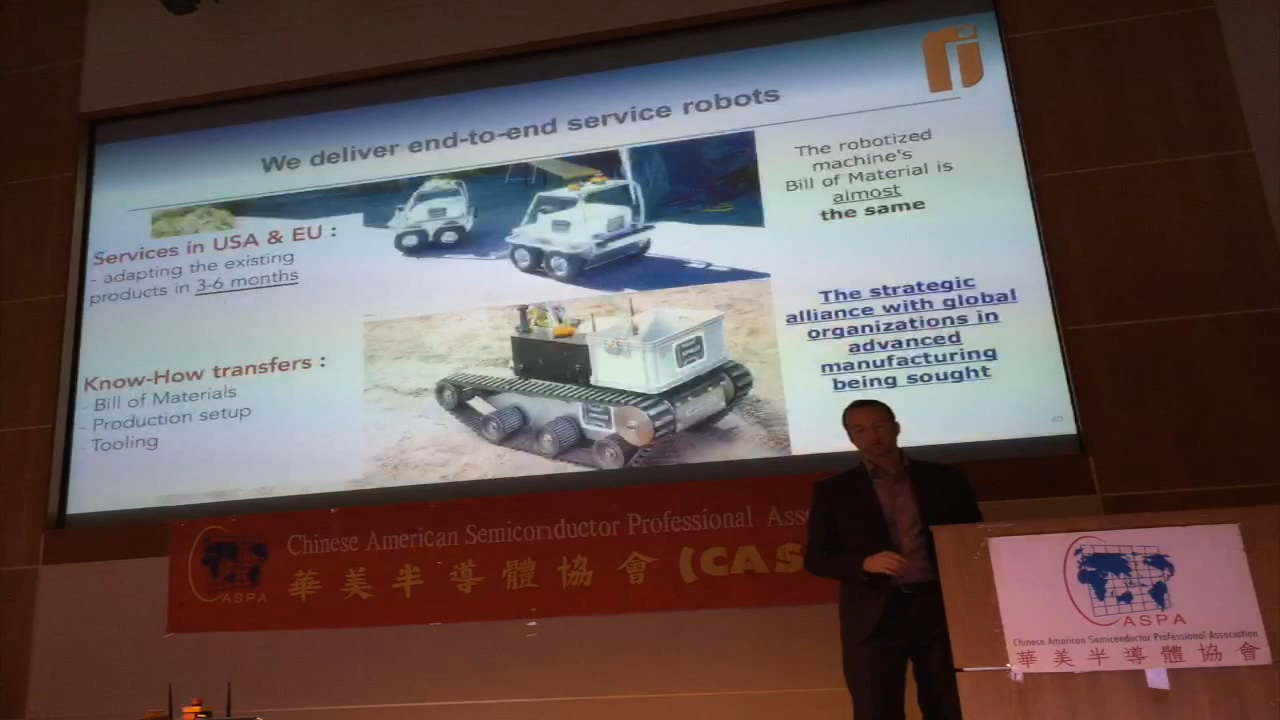 We deliver end-to-end service robots
Services in USA & EU :
- adapting the existing
products in 3-6 months
The robotized
machine's
Bill of Material is
almost
the same
Know-How transfers :
- Bill of Materials
- Production setup
- Tooling
The strategic
alliance with global
organizations in
advanced
manufacturing
being sought
Chinese American Semiconductor Professional Asso
華美半導體協會 (CAS
CASPA
CASPA
Chinese American Semiconductor Professional Association
華美半導體協會